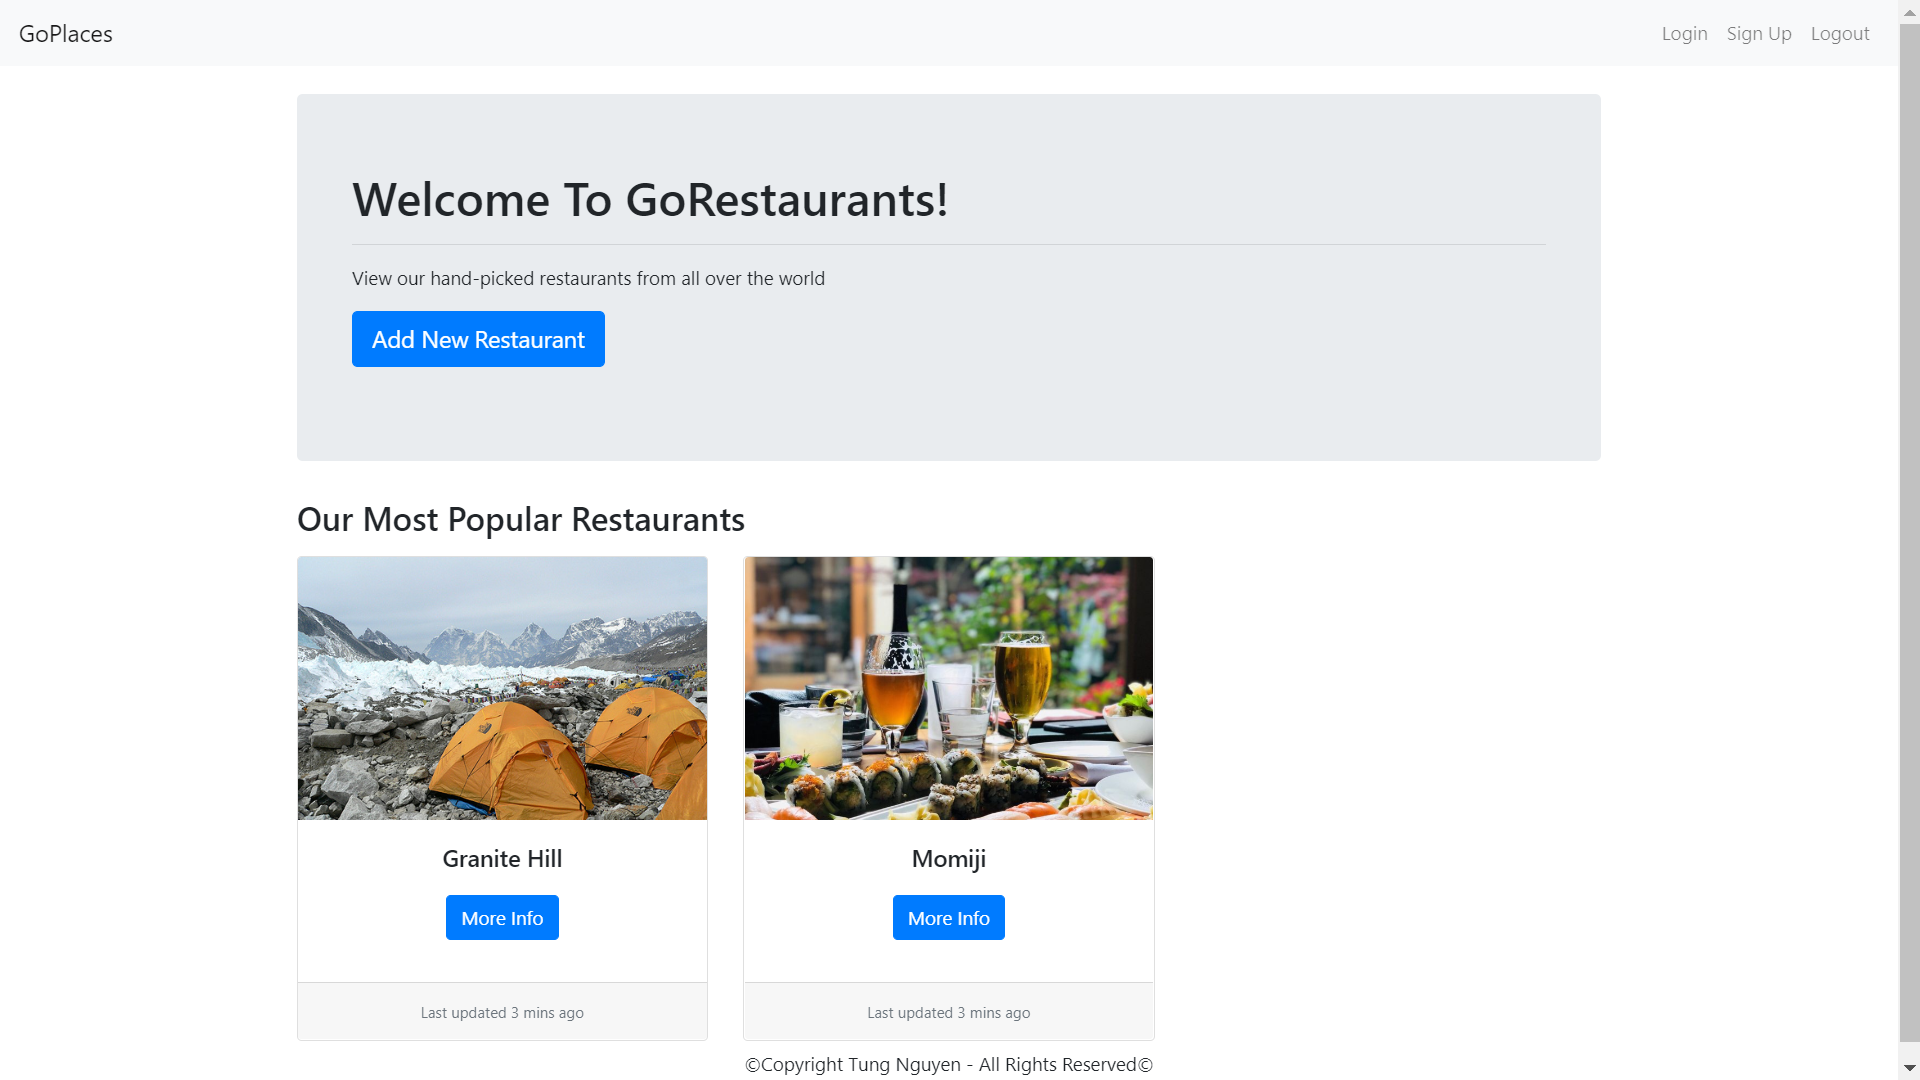 GoPlaces
Login Sign Up Logout
Welcome To GoRestaurants!
View our hand-picked restaurants from all over the world
Add New Restaurant
Our Most Popular Restaurants
Granite Hill
More Info
Last updated 3 mins ago
Momiji
More Info
Last updated 3 mins ago
©Copyright Tung Nguyen - All Rights Reserved©